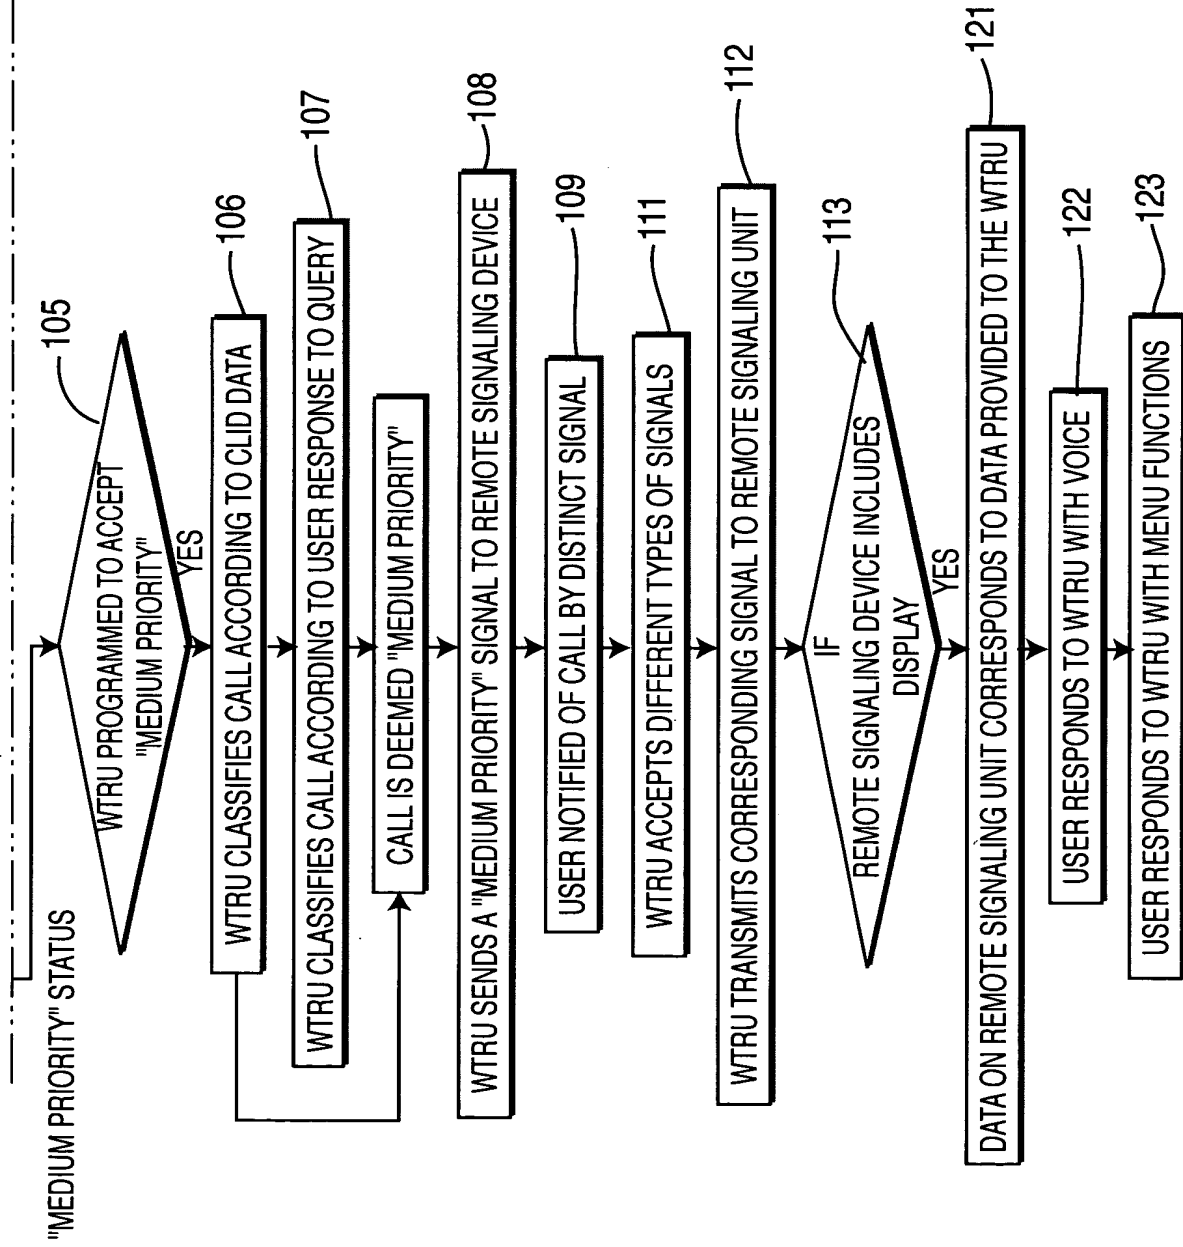 "MEDIUM PRIORITY" STATUS
105
WTRU PROGRAMMED TO ACCEPT
"MEDIUM PRIORITY"
YES
106
WTRU CLASSIFIES CALL ACCORDING TO CLID DATA
107
WTRU CLASSIFIES CALL ACCORDING TO USER RESPONSE TO QUERY
CALL IS DEEMED "MEDIUM PRIORITY"
108
WTRU SENDS A "MEDIUM PRIORITY" SIGNAL TO REMOTE SIGNALING DEVICE
109
USER NOTIFIED OF CALL BY DISTINCT SIGNAL
111
WTRU ACCEPTS DIFFERENT TYPES OF SIGNALS
112
WTRU TRANSMITS CORRESPONDING SIGNAL TO REMOTE SIGNALING UNIT
113
IF
REMOTE SIGNALING DEVICE INCLUDES
DISPLAY
YES
121
DATA ON REMOTE SIGNALING UNIT CORRESPONDS TO DATA PROVIDED TO THE WTRU
122
USER RESPONDS TO WTRU WITH VOICE
123
USER RESPONDS TO WTRU WITH MENU FUNCTIONS